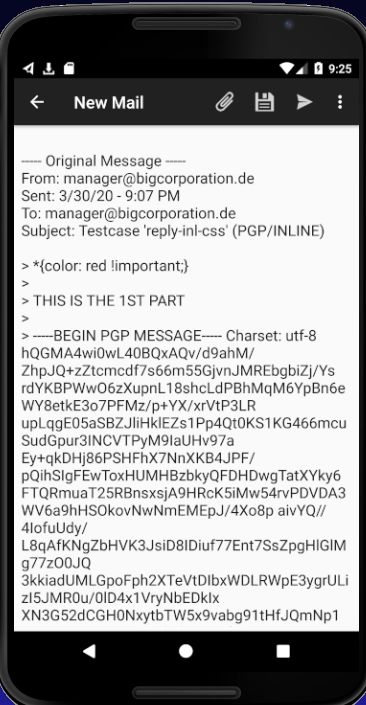 9:25
New Mail
----- Original Message -----
From: manager@bigcorporation.de
Sent: 3/30/20 - 9:07 PM
To: manager@bigcorporation.de
Subject: Testcase 'reply-inl-css' (PGP/INLINE)
> *{color: red !important;}
>
> THIS IS THE 1ST PART
>
> -----BEGIN PGP MESSAGE----- Charset: utf-8
hQGMA4wi0wL40BQxAQv/d9ahM/
ZhpJQ+zZtcmcdf7s66m55GjvnJMREbgbiZj/Ys
rdYKBPWwO6zXupnL18shcLdPBhMqM6YpBn6e
WY8etkE3o7PFMz/p+YX/xrVtP3LR
upLqgE05aSBZJliHklEZs1Pp4Qt0KS1KG466mcu
SudGpur3INCVTPyM9IaUHv97a
Ey+qkDHj86PSHFhX7NnXKB4JPF/
pQihSIgFEwToxHUMHBzbkyQFDHDwgTatXYky6
FTQRmuaT25RBnsxsjA9HRcK5iMw54rvPDVDA3
WV6a9hHSOkovNwNmEMEpJ/4Xo8p aivYQ//
4IofuUdy/
L8qAfKNgZbHVK3JsiD8IDiuf77Ent7SsZpgHlGlM
g77zO0JQ
3kkiadUMLGpoFph2XTeVtDIbxWDLRWpE3ygrULi
zI5JMR0u/0lD4x1VryNbEDkIx
XN3G52dCGH0NxytbTW5x9vabg91tHfJQmNp1